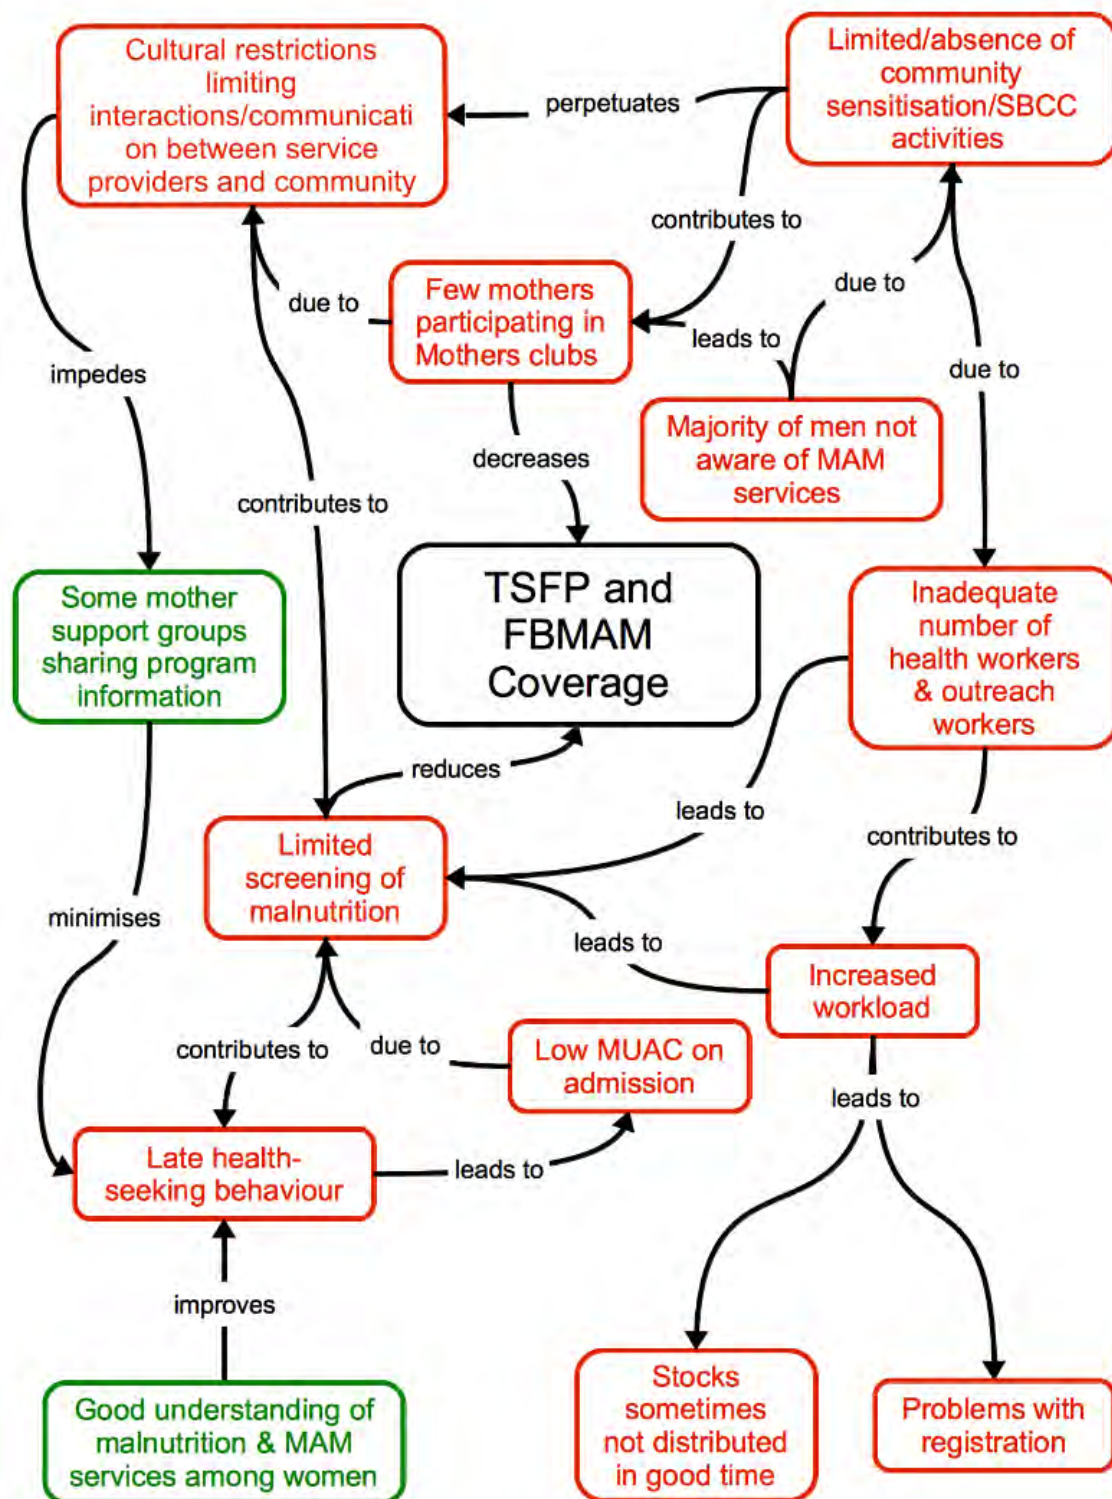 Cultural restrictions
limiting
interactions/communicati
on between service
providers and community
Limited/absence of
community
sensitisation/SBCC
activities
perpetuates
contributes to
due to
Few mothers
participating in
Mothers clubs
due to
leads to
impedes
due to
Majority of men not
aware of MAM
services
decreases
contributes to
TSFP and
FBMAM
Coverage
Some mother
support groups
sharing program
information
Inadequate
number of
health workers
& outreach
workers
reduces
leads to
contributes to
Limited
screening of
malnutrition
minimises
leads to
Increased
workload
contributes to
due to
Low MUAC on
admission
leads to
Late health-
seeking behaviour
leads to
improves
Good understanding of
malnutrition & MAM
services among women
Stocks
sometimes
not distributed
in good time
Problems with
registration